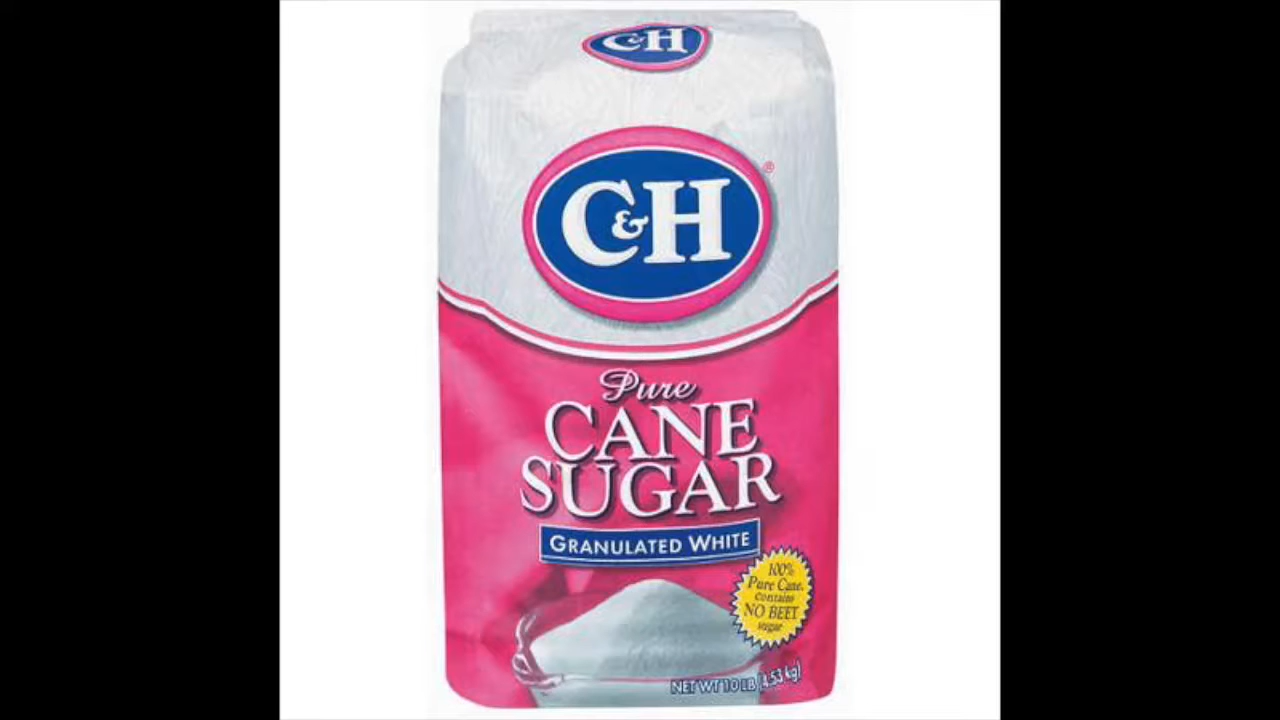 C&H
C&H®
Pure
CANE
SUGAR
GRANULATED WHITE
100%
Pure Cane.
contains
NO BEET
sugar
NET WT 10 LB (4.53 kg)